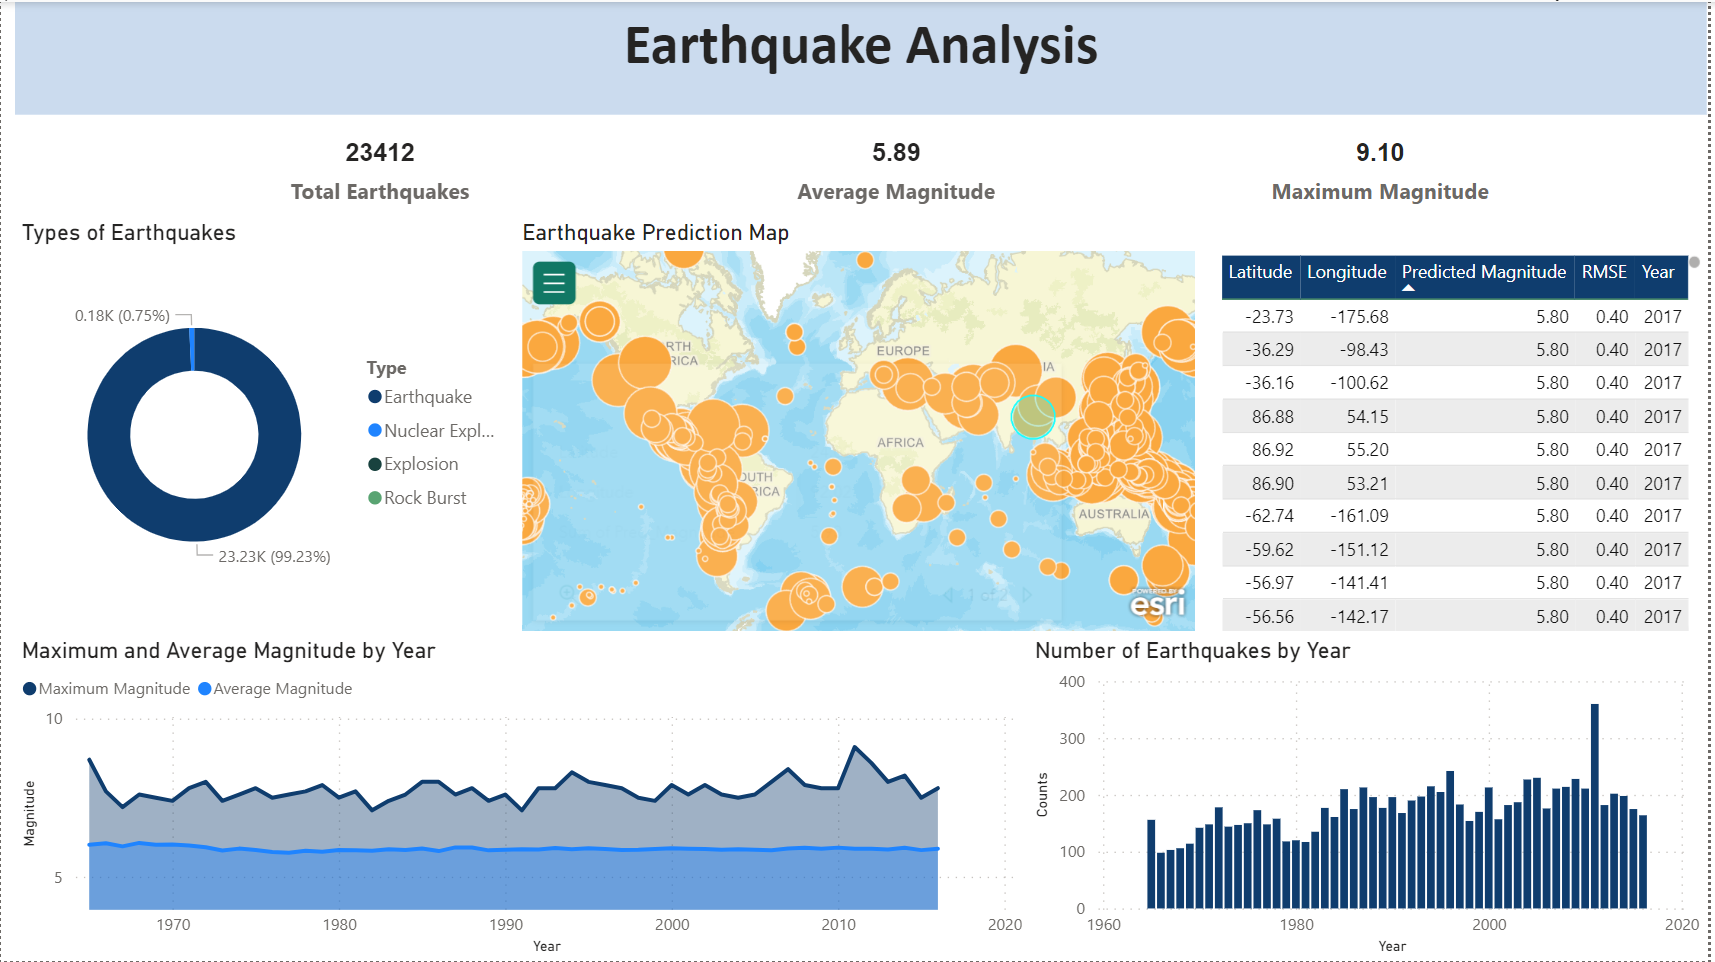 Earthquake Analysis
23412
Total Earthquakes
5.89
Average Magnitude
9.10
Maximum Magnitude
Types of Earthquakes
0.18K (0.75%)
23.23K (99.23%)
Type
Earthquake
Nuclear Expl...
Explosion
Rock Burst
Earthquake Prediction Map
RTH
RICA
EUROPE
IA
AFRICA
OUTH
RICA
AUSTRALIA
POWERED BY
esri
Latitude Longitude Predicted Magnitude RMSE Year
-23.73 -175.68 5.80 0.40 2017
-36.29 -98.43 5.80 0.40 2017
-36.16 -100.62 5.80 0.40 2017
86.88 54.15 5.80 0.40 2017
86.92 55.20 5.80 0.40 2017
86.90 53.21 5.80 0.40 2017
-62.74 -161.09 5.80 0.40 2017
-59.62 -151.12 5.80 0.40 2017
-56.97 -141.41 5.80 0.40 2017
-56.56 -142.17 5.80 0.40 2017
Maximum and Average Magnitude by Year
Maximum Magnitude Average Magnitude
Magnitude
10
5
1970 1980 1990 2000 2010 2020
Year
Number of Earthquakes by Year
Counts
400
300
200
100
0
1960 1980 2000 2020
Year